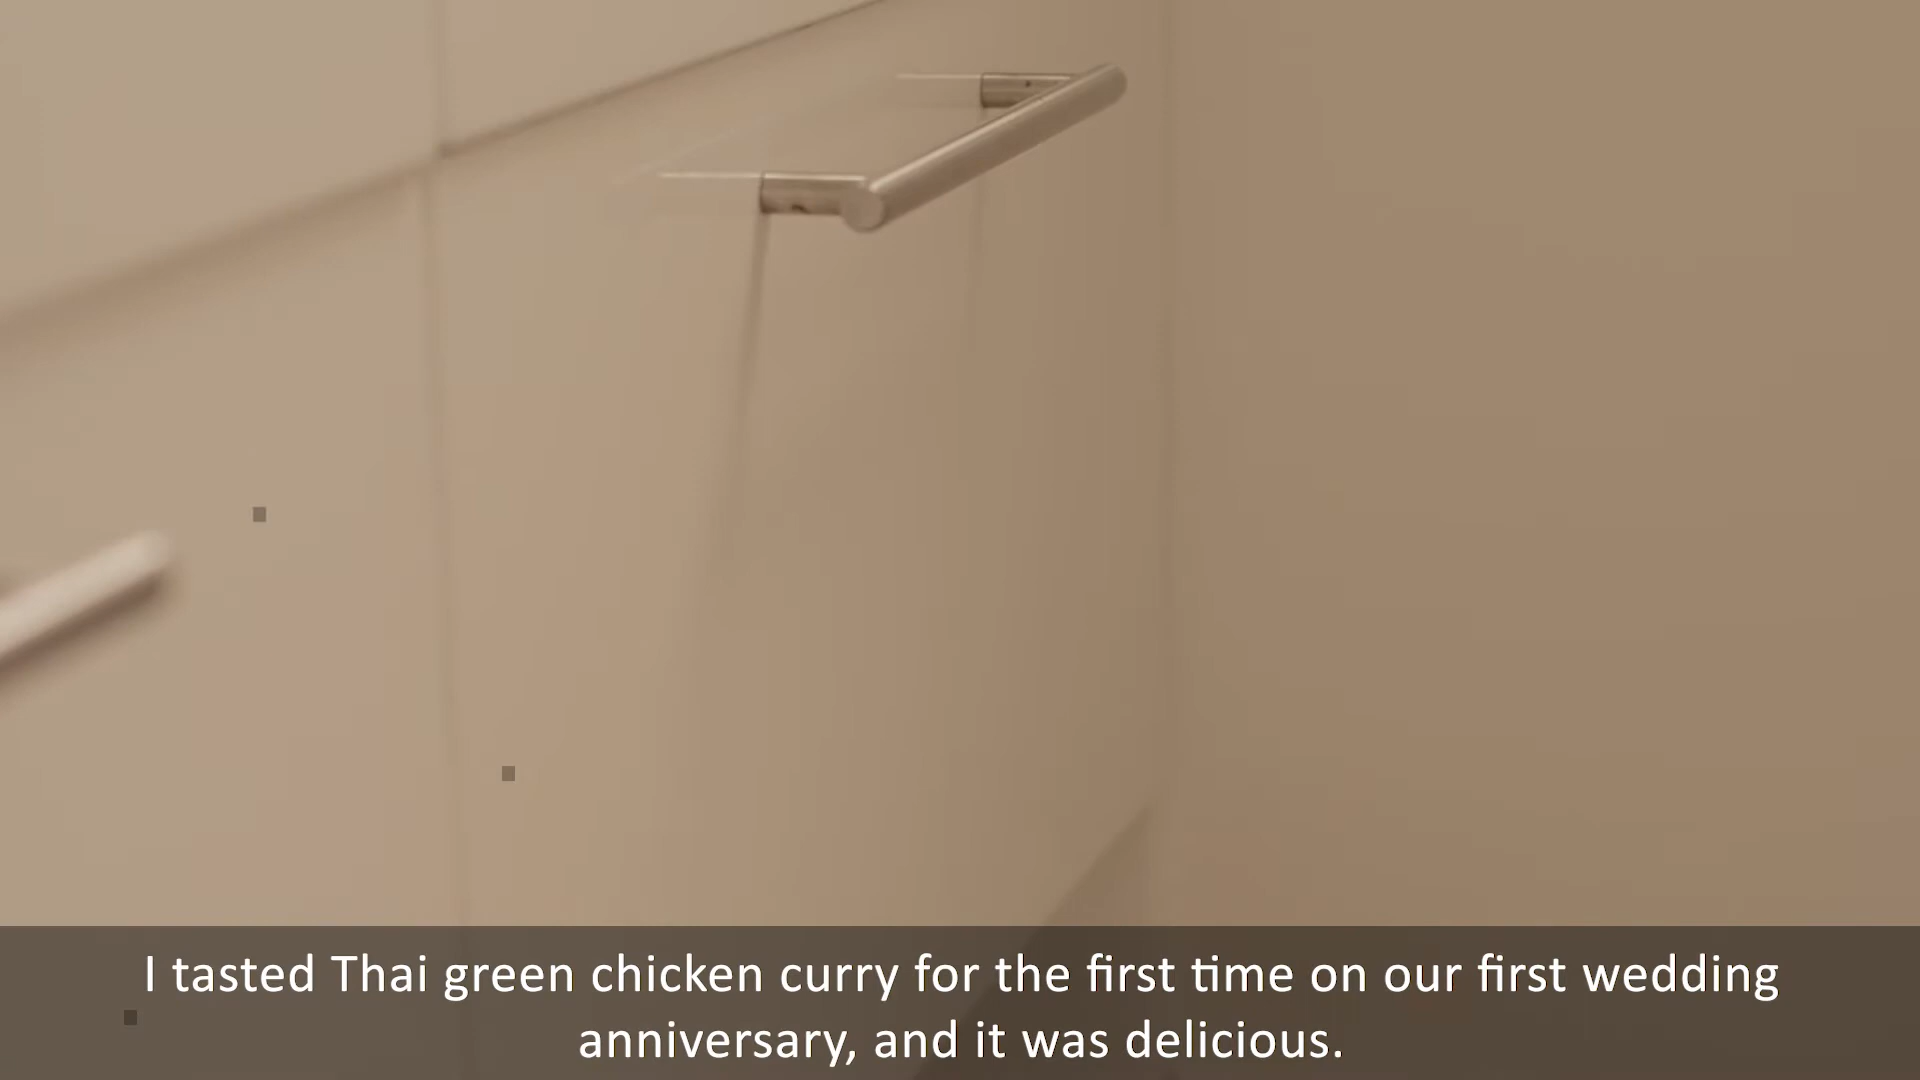 I tasted Thai green chicken curry for the first time on our first wedding
anniversary, and it was delicious.